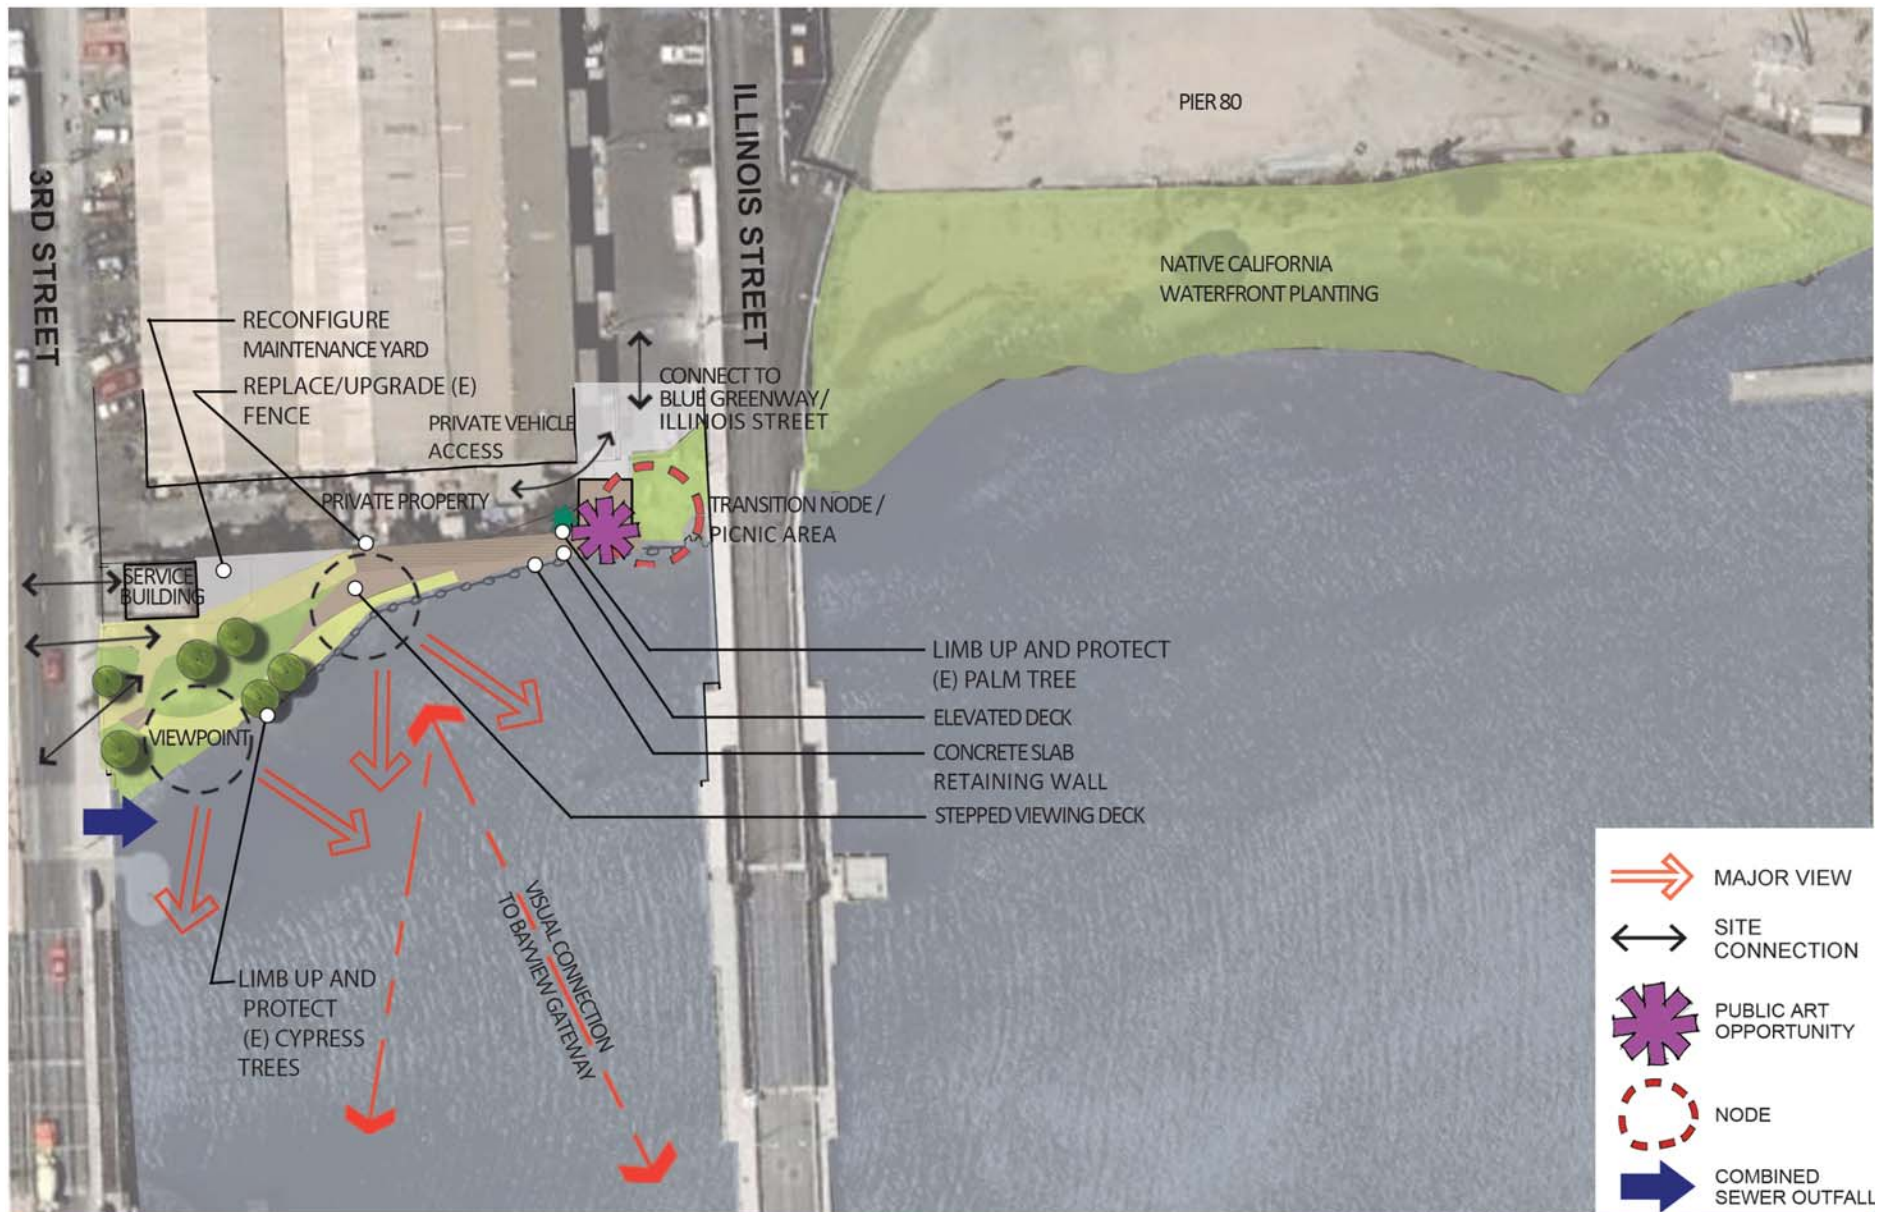 PIER 80
ILLINOIS STREET
3RD STREET
NATIVE CALIFORNIA
WATERFRONT PLANTING
RECONFIGURE
MAINTENANCE YARD
REPLACE/UPGRADE (E)
FENCE
PRIVATE VEHICLE
ACCESS
CONNECT TO
BLUE GREENWAY/
ILLINOIS STREET
PRIVATE PROPERTY
TRANSITION NODE /
PICNIC AREA
SERVICE
BUILDING
VIEWPOINT
LIMB UP AND PROTECT
(E) PALM TREE
ELEVATED DECK
CONCRETE SLAB
RETAINING WALL
STEPPED VIEWING DECK
VISUAL CONNECTION
TO BAYVIEW GATEWAY
LIMB UP AND
PROTECT
(E) CYPRESS
TREES
MAJOR VIEW
SITE
CONNECTION
PUBLIC ART
OPPORTUNITY
NODE
COMBINED
SEWER OUTFALL